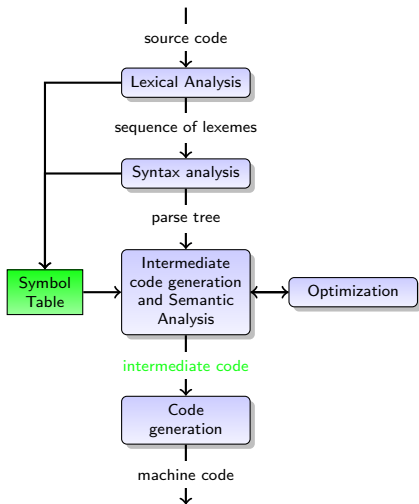 source code
Lexical Analysis
sequence of lexemes
Syntax analysis
parse tree
Symbol
Table
Intermediate
code generation
and Semantic
Analysis
Optimization
intermediate code
Code
generation
machine code